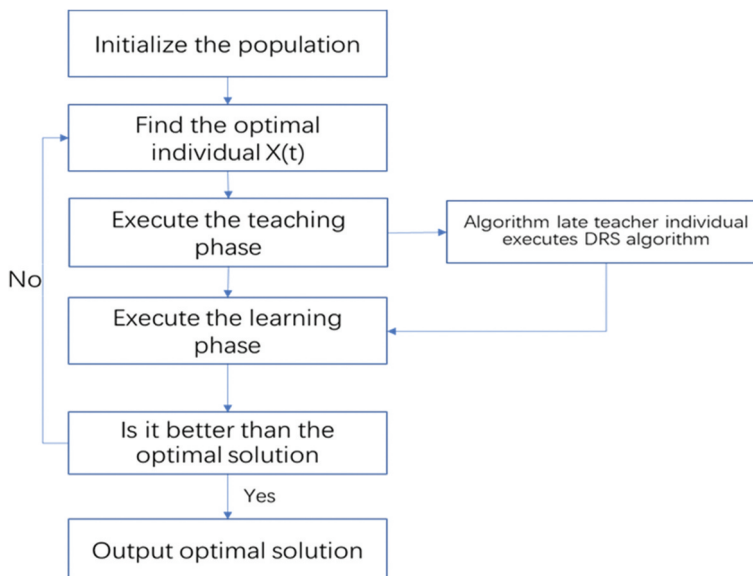 Initialize the population
Find the optimal
individual X(t)
Execute the teaching
phase
Algorithm late teacher individual
executes DRS algorithm
No
Execute the learning
phase
Is it better than the
optimal solution
Yes
Output optimal solution